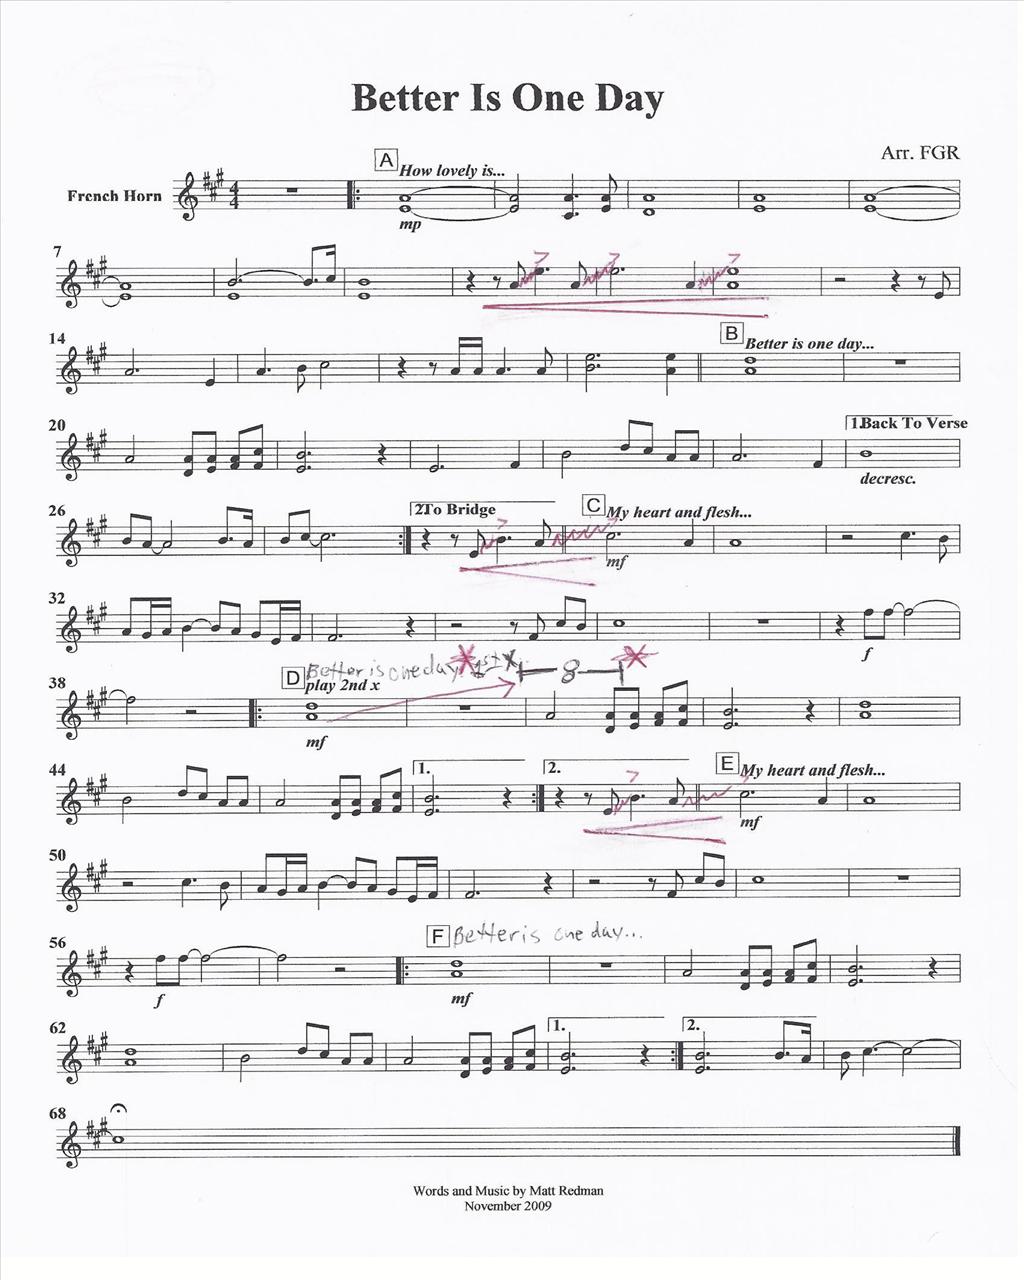 Better Is One Day
Arr. FGR
A How lovely is...
French Horn
mp
7
14
B Better is one day...
20
1. Back To Verse
decresc.
26
2. To Bridge
C My heart and flesh...
mf
32
f
38
D Better is one day 1st x
8
play 2nd x
mf
44
1.
2.
E My heart and flesh...
mf
50
56
F Better is one day...
f
mf
62
1.
2.
68
Words and Music by Matt Redman
November 2009